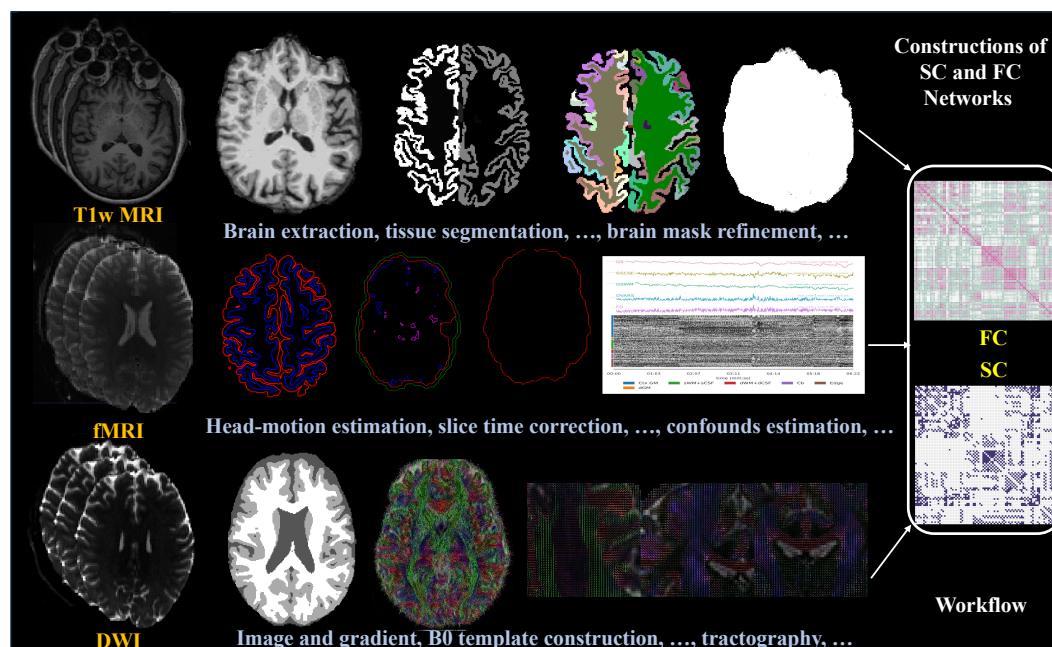 Constructions of
SC and FC
Networks
T1w MRI
Brain extraction, tissue segmentation, …, brain mask refinement, …
FC
SC
fMRI
Head-motion estimation, slice time correction, …, confounds estimation, …
DWI
Image and gradient, B0 template construction, …, tractography, …
Workflow